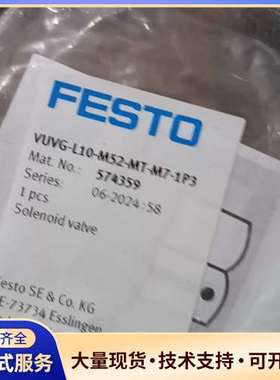 齐全
FESTO
VUVG-L10-M52-MT-M7-1P3
Mat. No.: 574359
Series: 06-2024:58
1 pcs
Solenoid valve
Festo SE & Co. KG
E-73734 Esslingen
式服务
大量现货·技术支持·可开